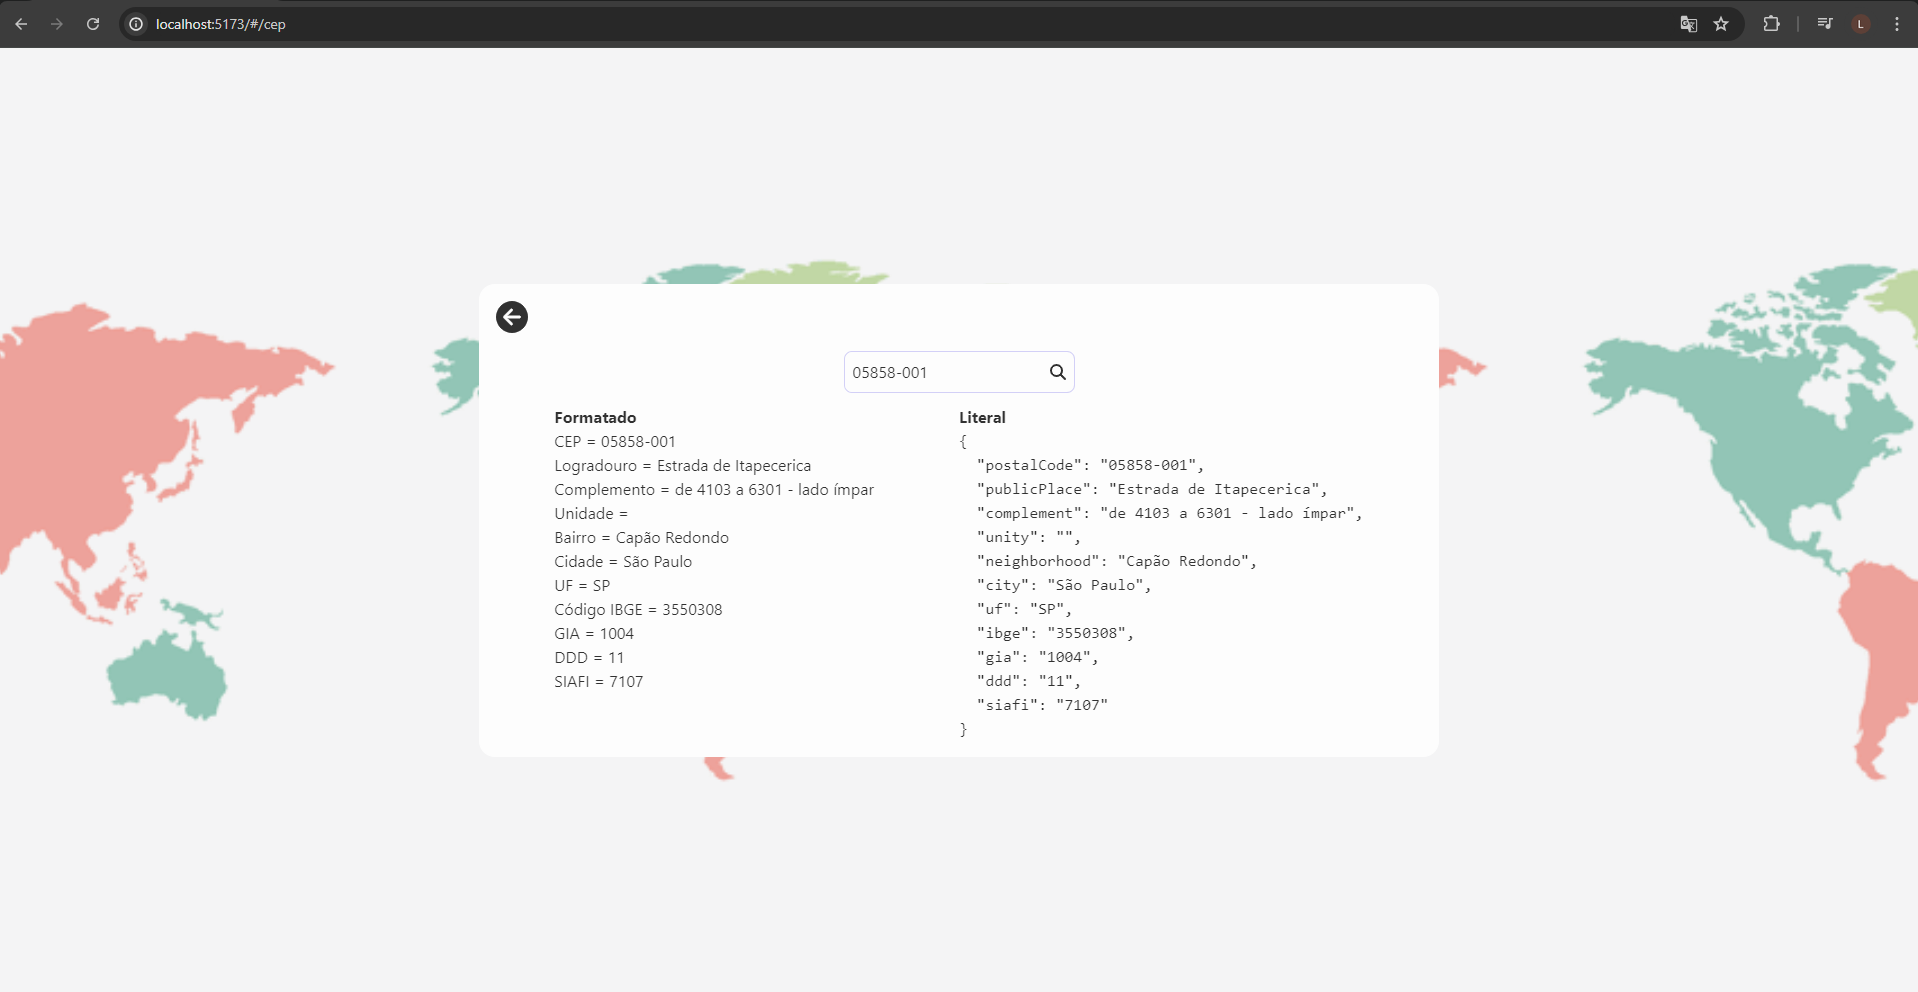 localhost:5173/#/cep
L
05858-001
Formatado
CEP = 05858-001
Logradouro = Estrada de Itapecerica
Complemento = de 4103 a 6301 - lado ímpar
Unidade =
Bairro = Capão Redondo
Cidade = São Paulo
UF = SP
Código IBGE = 3550308
GIA = 1004
DDD = 11
SIAFI = 7107
Literal
{
  "postalCode": "05858-001",
  "publicPlace": "Estrada de Itapecerica",
  "complement": "de 4103 a 6301 - lado ímpar",
  "unity": "",
  "neighborhood": "Capão Redondo",
  "city": "São Paulo",
  "uf": "SP",
  "ibge": "3550308",
  "gia": "1004",
  "ddd": "11",
  "siafi": "7107"
}